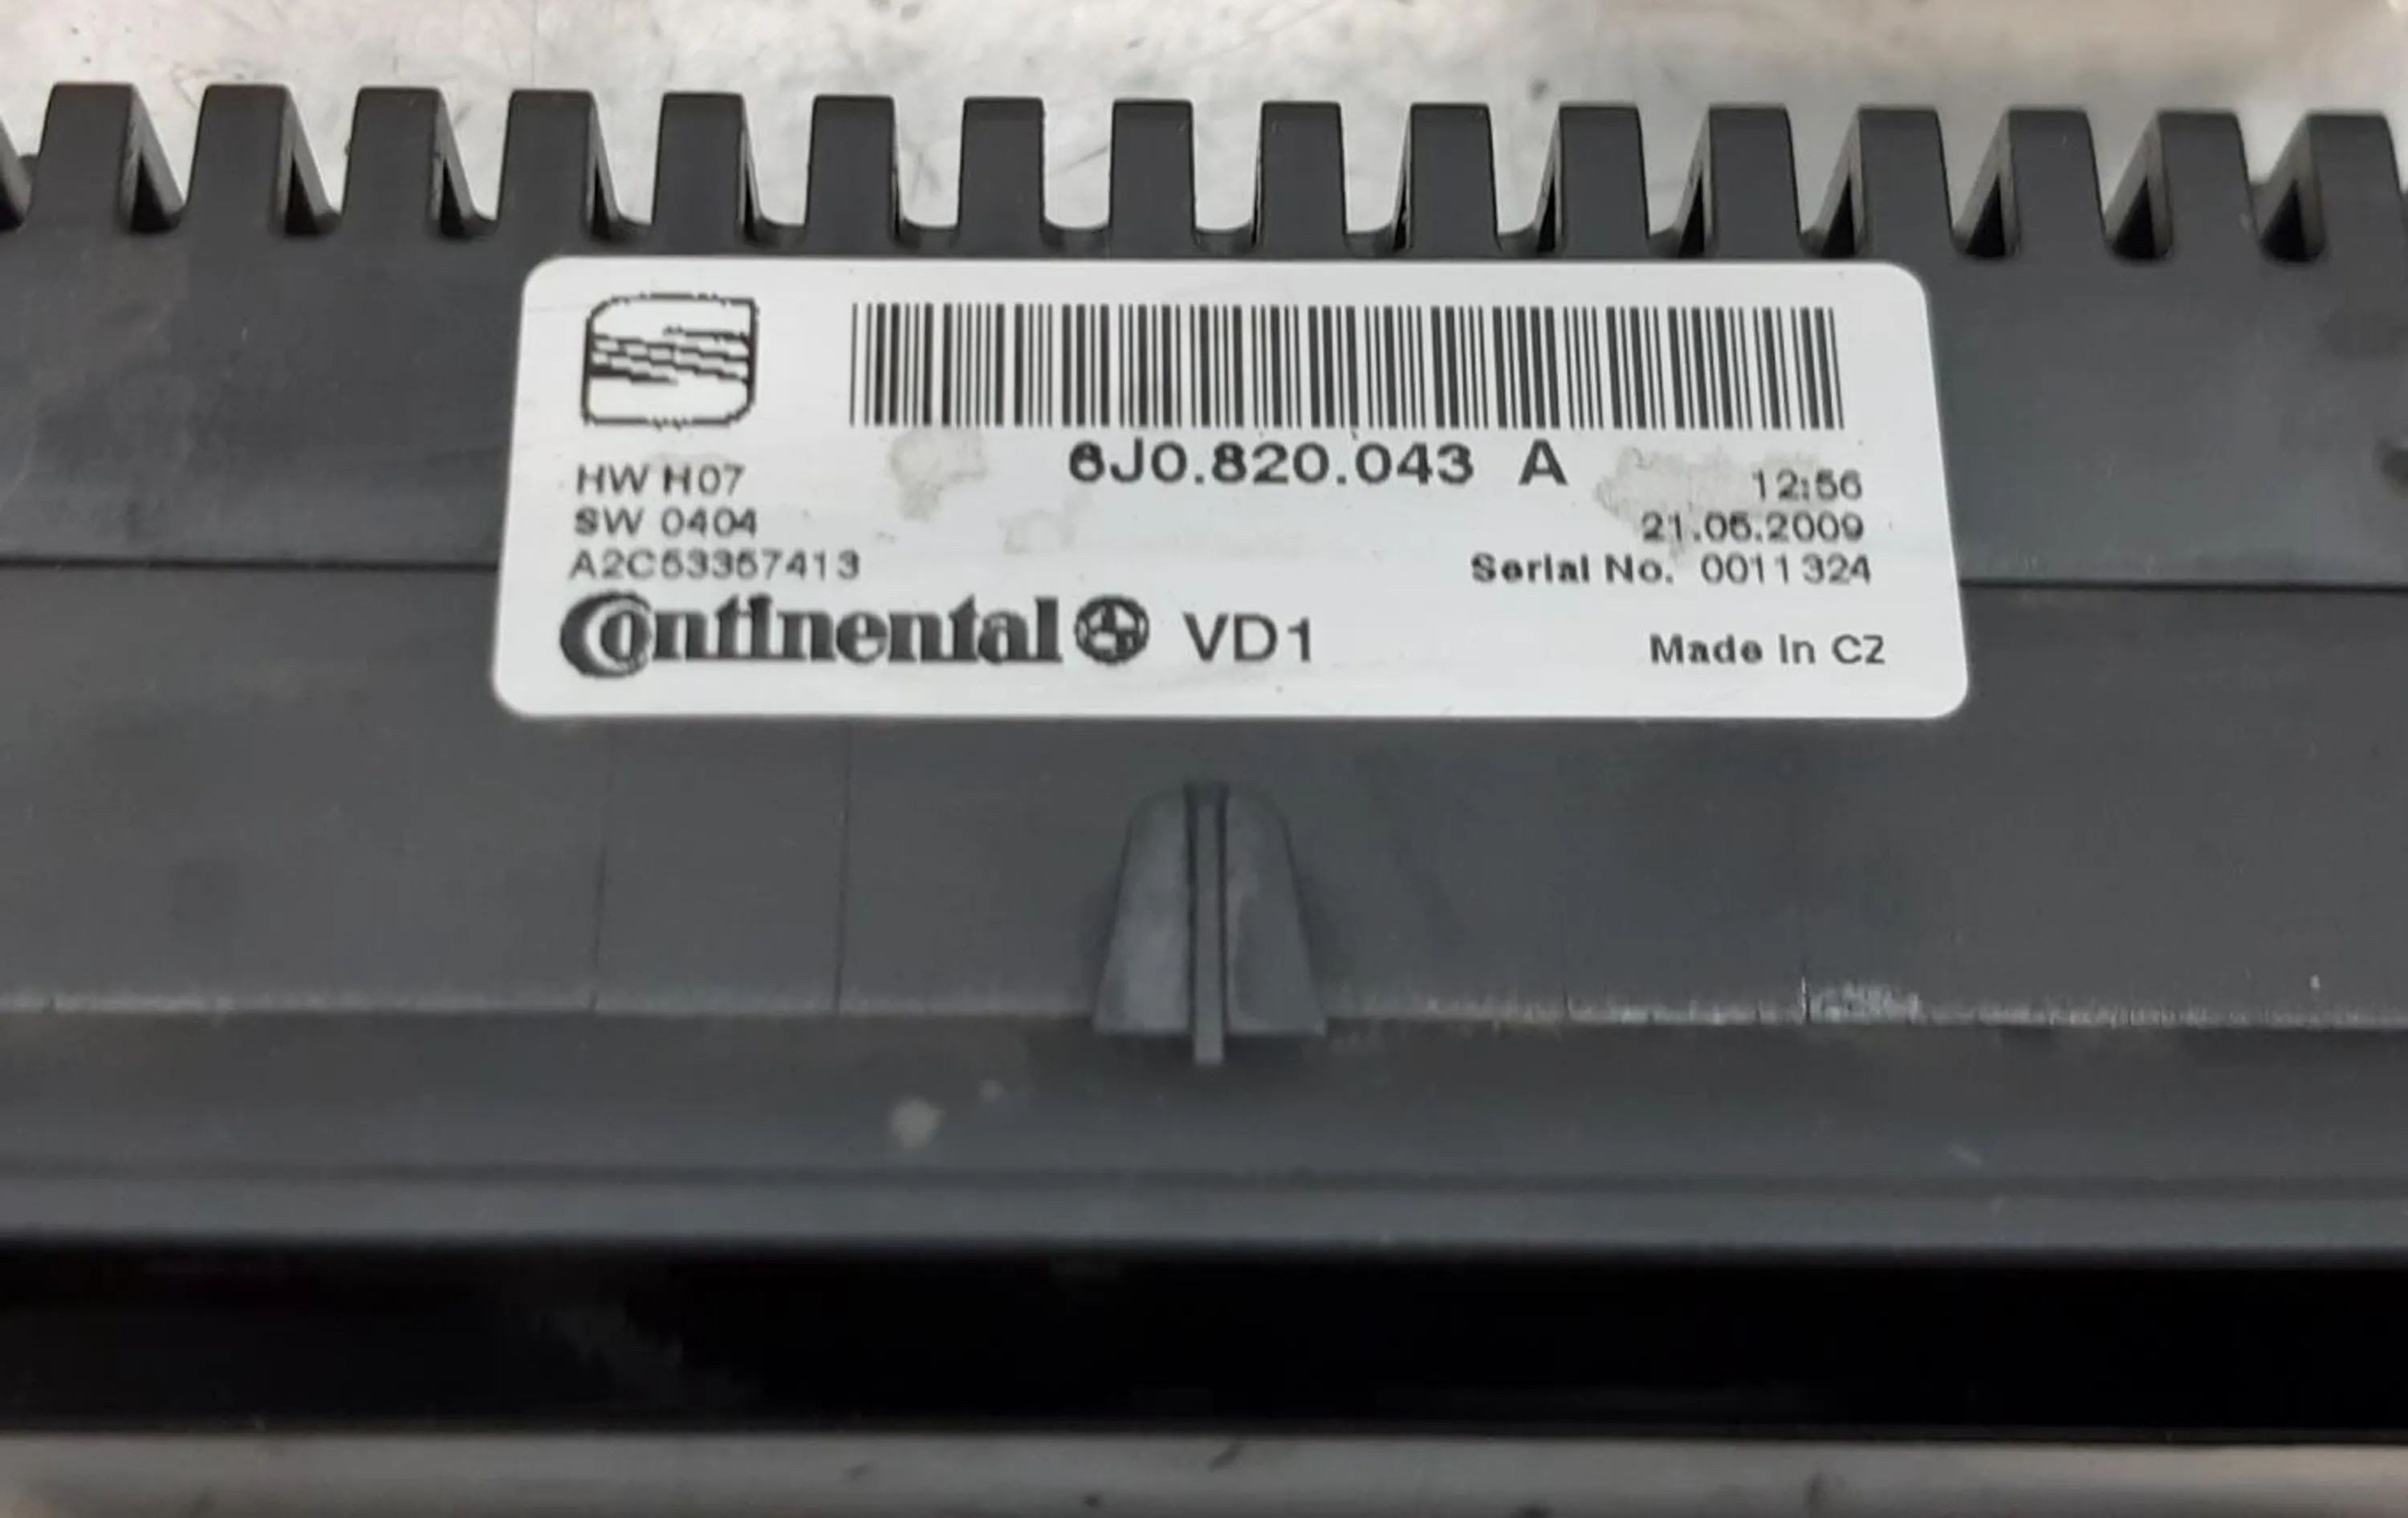 6J0.820.043 A
HW H07
12:56
SW 0404
21.05.2009
A2C53357413
Serial No. 0011324
Continental VD1
Made In CZ